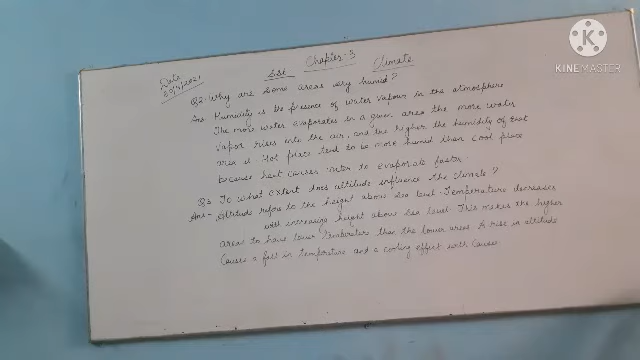 Date
SSt
Chapter-3
Climate
Q2. Why are some areas very humid?
Ans. Humidity is the presence of water vapour in the atmosphere
The more water evaporates in a given area the more water
vapor rises into the air, and the higher the humidity of that
area is Hot place tend to be more humid than cool place
because heat causes water to evaporate faster.
Q3 To what extent does altitude influence the climate?
Ans- altitude refers to the height above sea level. Temperature decreases
with increasing height above sea level. This makes the higher
areas to have lower than the lower areas. A rise in altitude
causes a fall in temperature and a cooling effect with causes
KINEMASTER